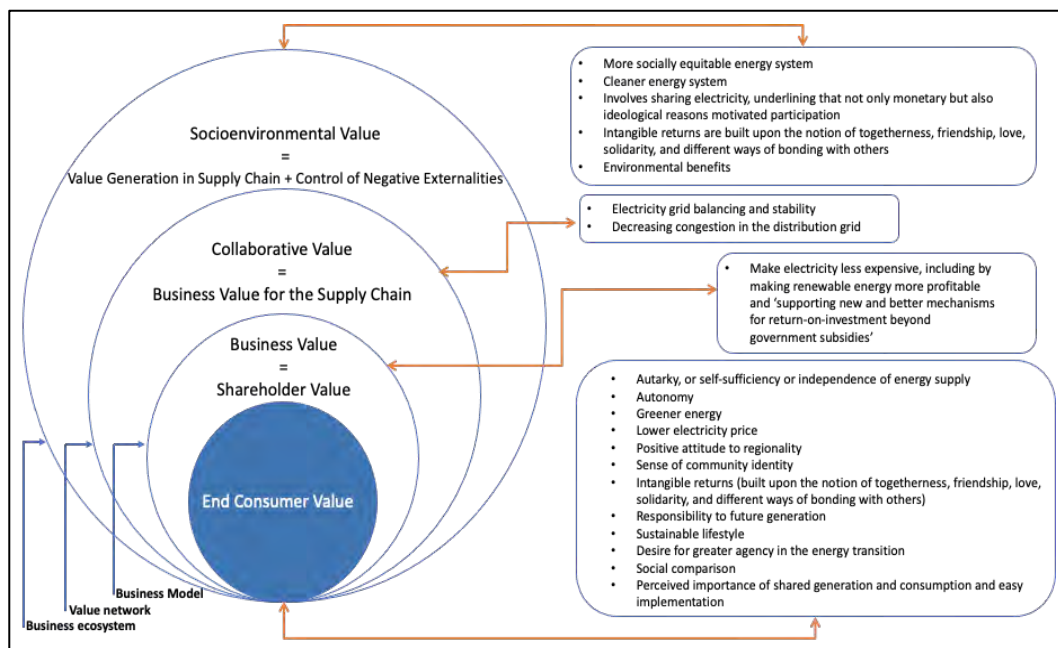 Socioenvironmental Value
=
Value Generation in Supply Chain + Control of Negative Externalities
Collaborative Value
=
Business Value for the Supply Chain
Business Value
=
Shareholder Value
End Consumer Value
Business Model
Value network
Business ecosystem
• More socially equitable energy system
• Cleaner energy system
• Involves sharing electricity, underlining that not only monetary but also
ideological reasons motivated participation
• Intangible returns are built upon the notion of togetherness, friendship, love,
solidarity, and different ways of bonding with others
• Environmental benefits
• Electricity grid balancing and stability
• Decreasing congestion in the distribution grid
• Make electricity less expensive, including by
making renewable energy more profitable
and ‘supporting new and better mechanisms
for return-on-investment beyond
government subsidies’
• Autarky, or self-sufficiency or independence of energy supply
• Autonomy
• Greener energy
• Lower electricity price
• Positive attitude to regionality
• Sense of community identity
• Intangible returns (built upon the notion of togetherness, friendship, love,
solidarity, and different ways of bonding with others)
• Responsibility to future generation
• Sustainable lifestyle
• Desire for greater agency in the energy transition
• Social comparison
• Perceived importance of shared generation and consumption and easy
implementation